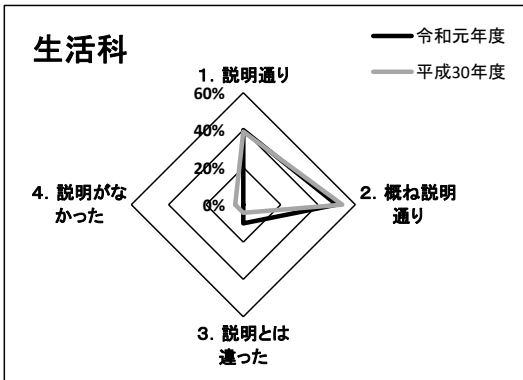 生活科
令和元年度
平成30年度
1. 説明通り
60%
40%
20%
0%
2. 概ね説明
通り
3. 説明とは
違った
4. 説明がな
かった